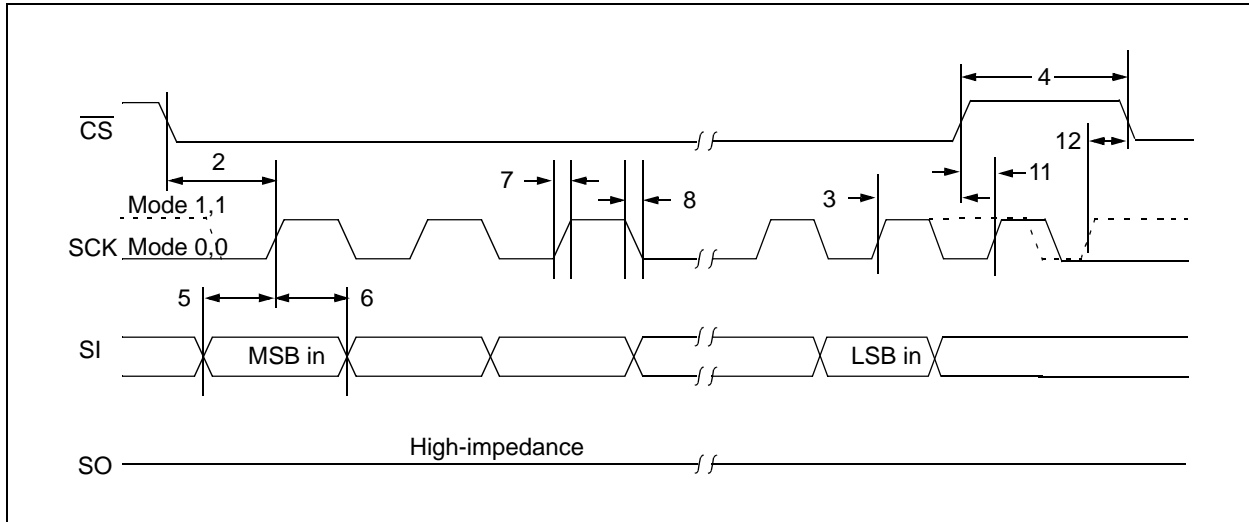 4
CS
12
2
7
11
Mode 1,1
8
3
SCK Mode 0,0
5
6
SI
MSB in
LSB in
High-impedance
SO